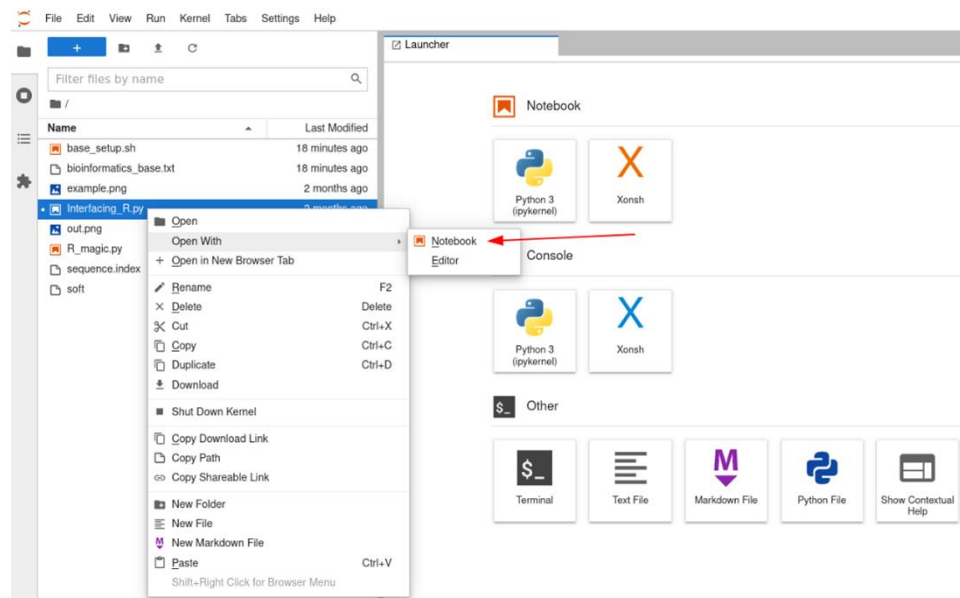 File Edit View Run Kernel Tabs Settings Help
+
Launcher
Filter files by name
/
Name Last Modified
base_setup.sh 18 minutes ago
bioinformatics_base.txt 18 minutes ago
example.png 2 months ago
Interfacing_R.py 2 months ago
out.png
R_magic.py
sequence.index
soft
Open
Open With
Open in New Browser Tab
Rename F2
Delete Delete
Cut Ctrl+X
Copy Ctrl+C
Duplicate Ctrl+D
Download
Shut Down Kernel
Copy Download Link
Copy Path
Copy Shareable Link
New Folder
New File
New Markdown File
Paste Ctrl+V
Shift+Right Click for Browser Menu
Notebook
Editor
Notebook
Python 3
(ipykernel)
X
Xonsh
Console
Python 3
(ipykernel)
X
Xonsh
$_ Other
$_
Terminal
Text File
M
Markdown File
Python File
Show Contextual
Help